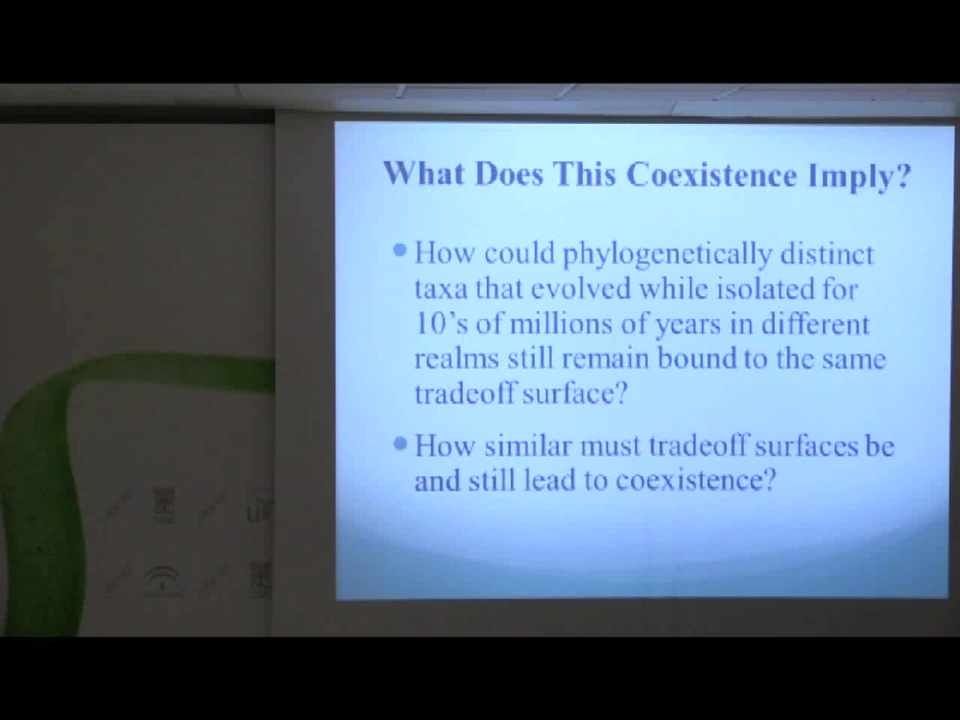 What Does This Coexistence Imply?
How could phylogenetically distinct
taxa that evolved while isolated for
10's of millions of years in different
realms still remain bound to the same
tradeoff surface?
How similar must tradeoff surfaces be
and still lead to coexistence?